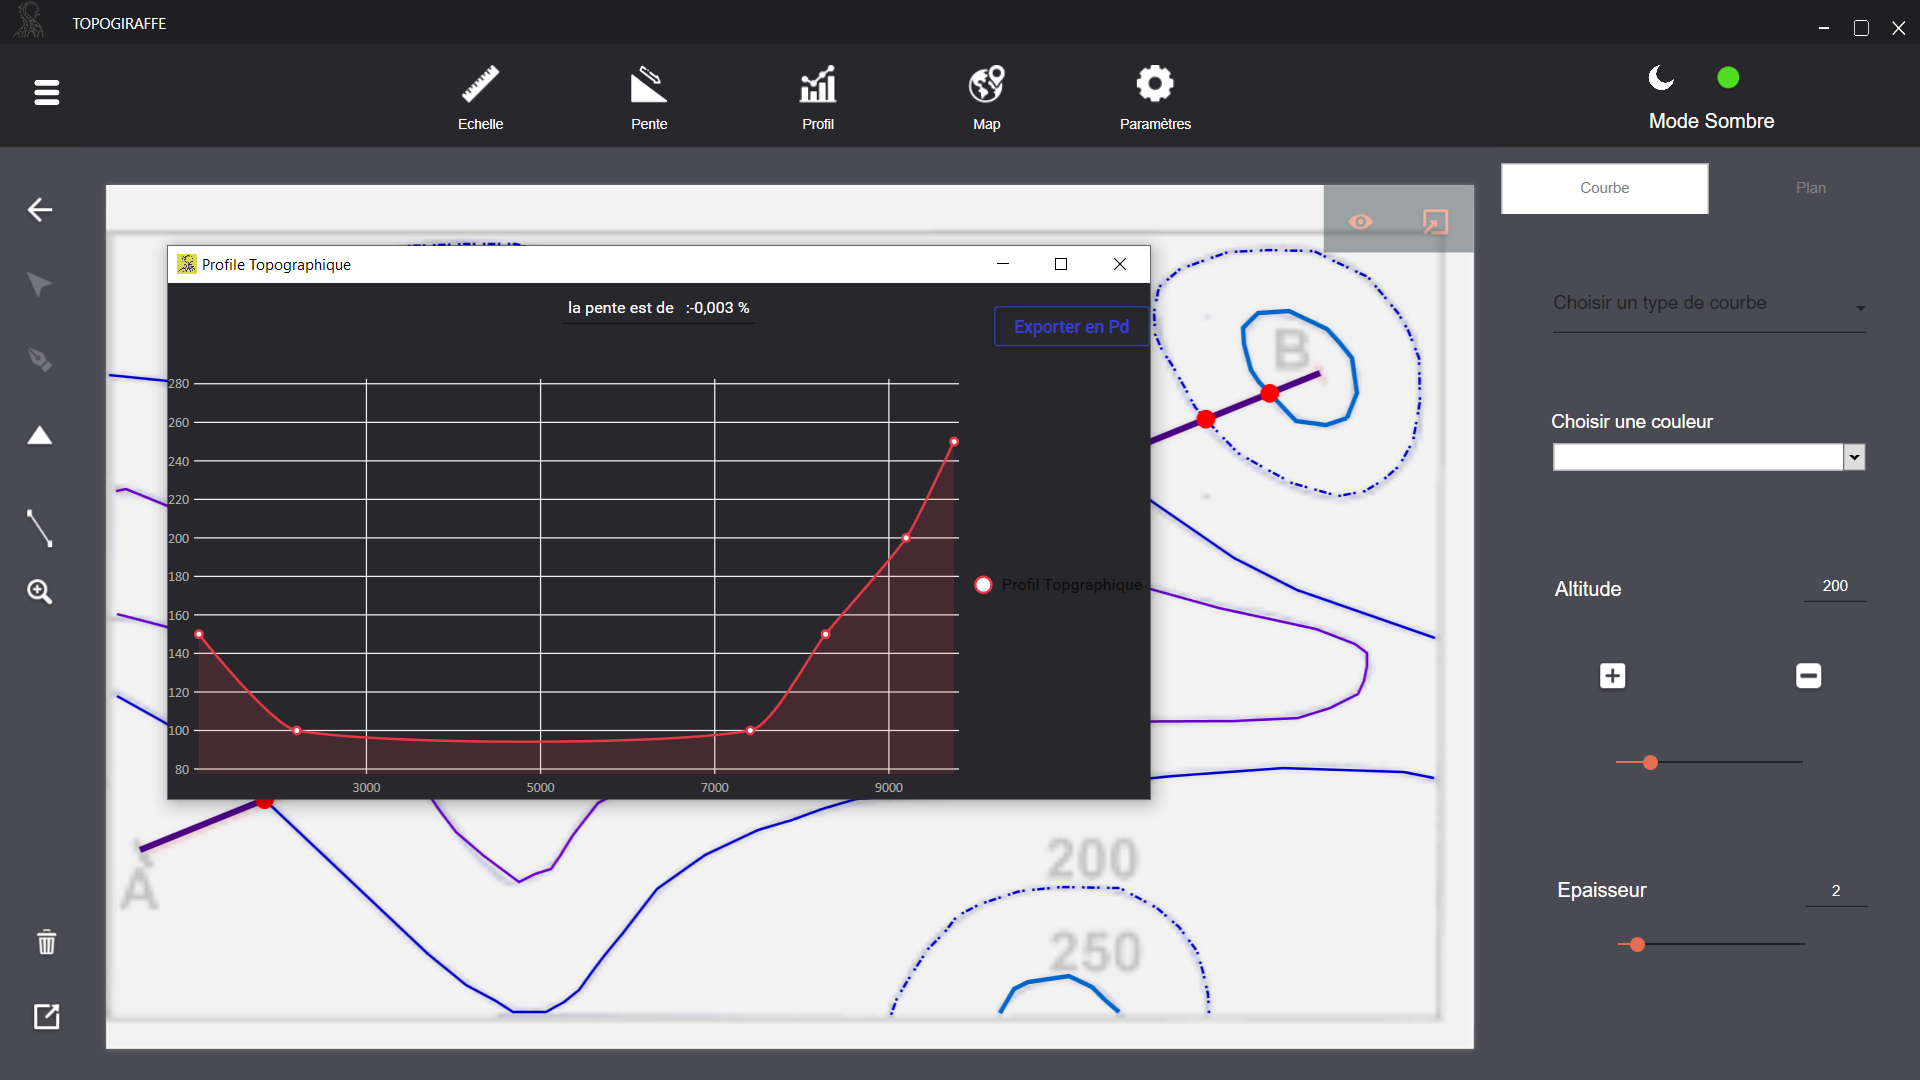 TOPOGIRAFFE
Echelle
Pente
Profil
Map
Paramètres
Mode Sombre
Courbe
Plan
Profile Topographique
la pente est de :-0,003 %
Exporter en Pd
280
260
240
220
200
180
160
140
120
100
80
3000
5000
7000
9000
Profil Topgraphique
B
A
200
250
Choisir un type de courbe
Choisir une couleur
Altitude
200
Epaisseur
2